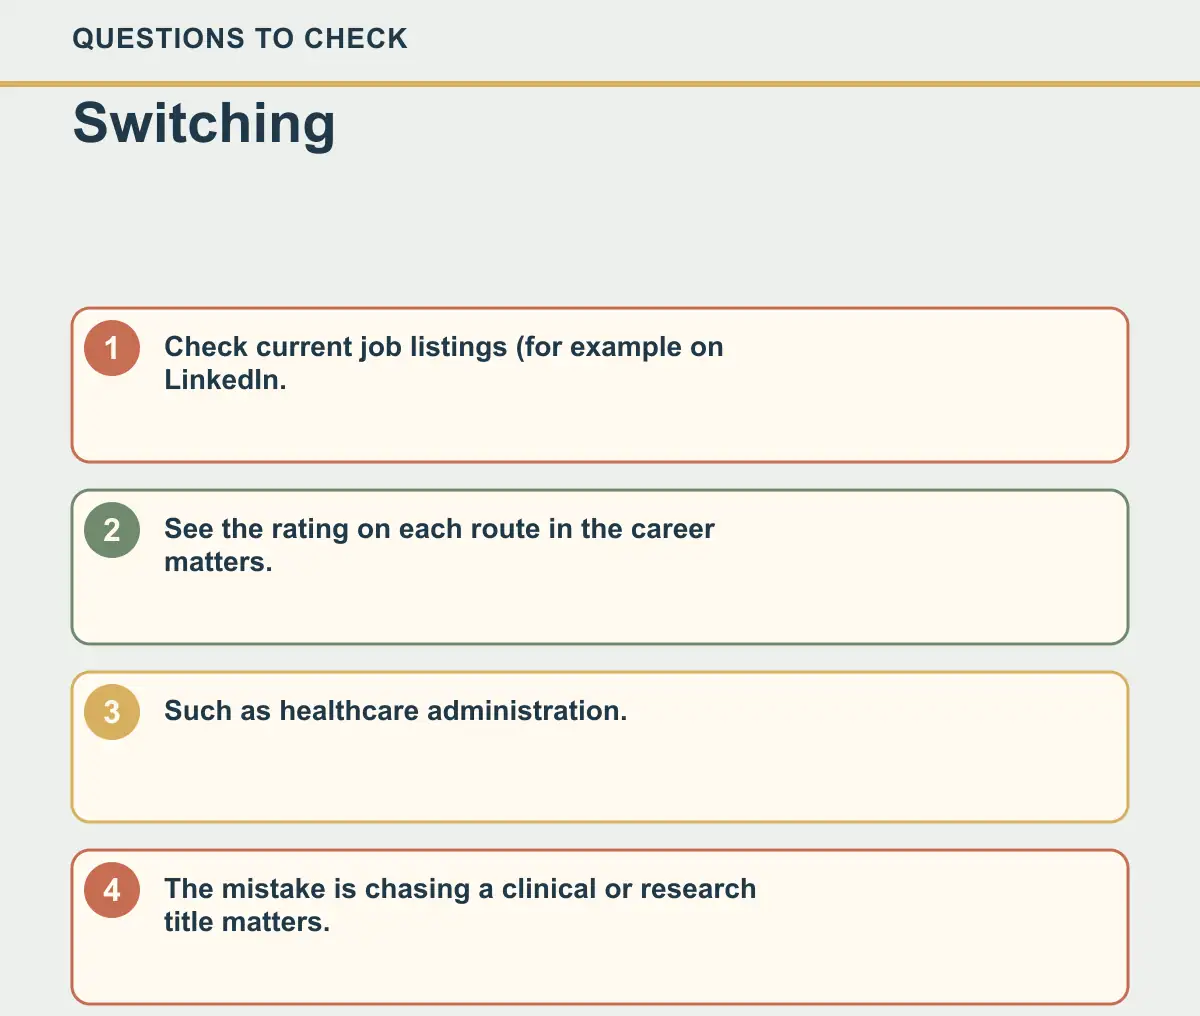 QUESTIONS TO CHECK
Switching
1
Check current job listings (for example on
LinkedIn.
2
See the rating on each route in the career
matters.
3
Such as healthcare administration.
4
The mistake is chasing a clinical or research
title matters.